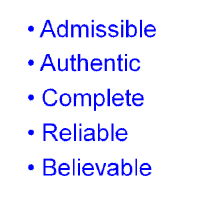 • Admissible
• Authentic
• Complete
• Reliable
• Believable